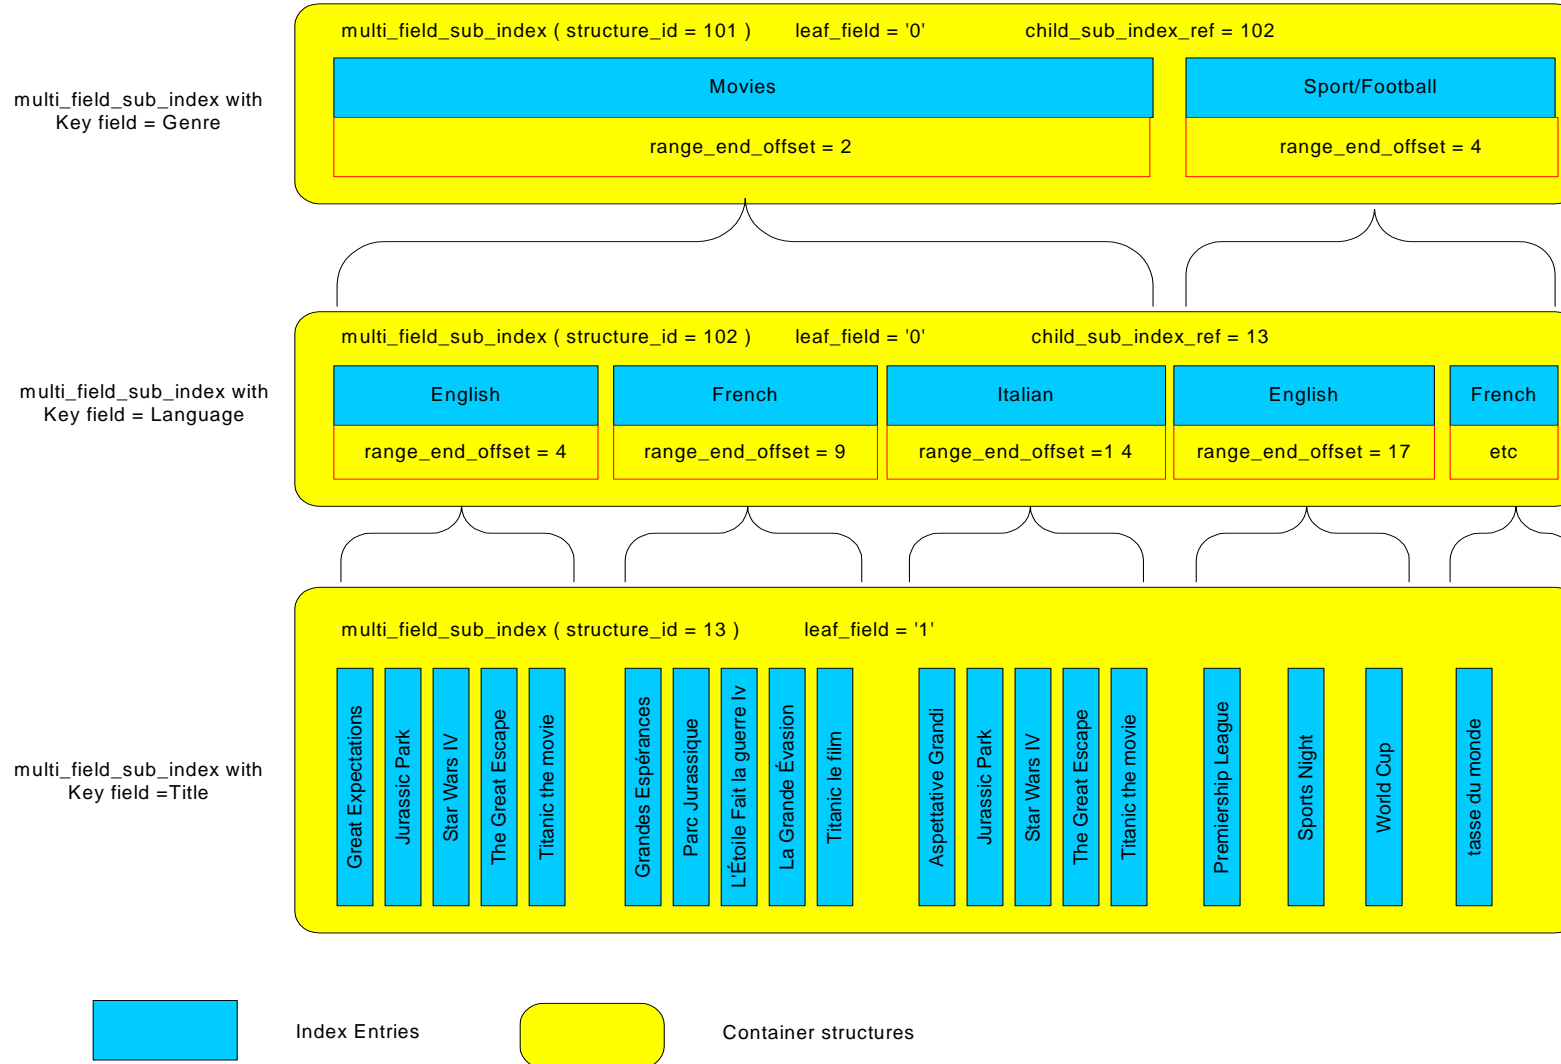 multi_field_sub_index ( structure_id = 101 ) leaf_field = '0' child_sub_index_ref = 102
Movies Sport/Football
multi_field_sub_index with
Key field = Genre
range_end_offset = 2 range_end_offset = 4
multi_field_sub_index ( structure_id = 102 ) leaf_field = '0' child_sub_index_ref = 13
multi_field_sub_index with
Key field = Language
English French Italian English French
range_end_offset = 4 range_end_offset = 9 range_end_offset =1 4 range_end_offset = 17 etc
multi_field_sub_index ( structure_id = 13 ) leaf_field = '1'
multi_field_sub_index with
Key field =Title
Great Expectations
Jurassic Park
Star Wars IV
The Great Escape
Titanic the movie
Grandes Espérances
Parc Jurassique
L'Étoile Fait la guerre Iv
La Grande Évasion
Titanic le film
Aspettative Grandi
Jurassic Park
Star Wars IV
The Great Escape
Titanic the movie
Premiership League
Sports Night
World Cup
tasse du monde
Index Entries Container structures